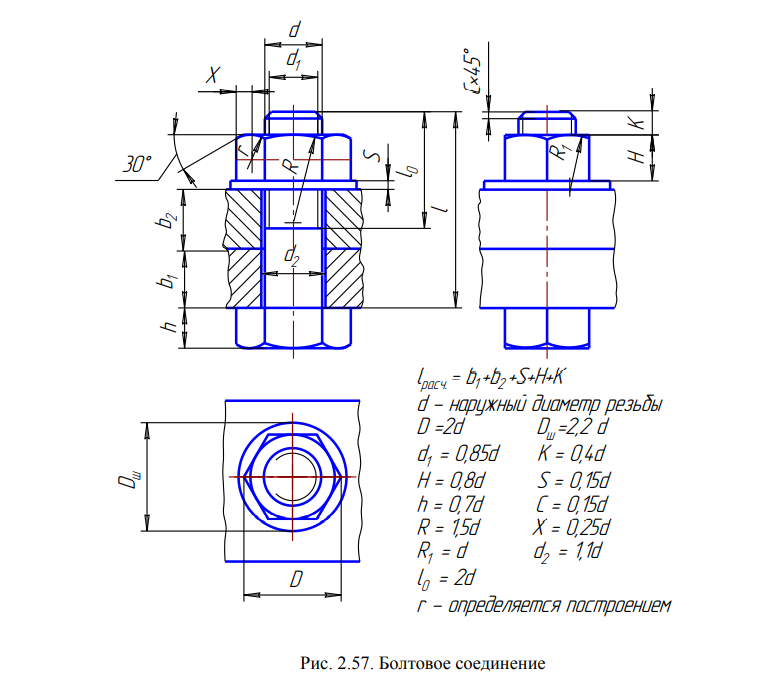 d
d₁
X
C×45°
30°
r
R
S
l₀
l
R₁
K
H
b₂
b₁
d₂
h
lрасч. = b₁+b₂+S+H+K
d – наружный диаметр резьбы
D =2d Dш=2,2 d
d₁ = 0,85d K = 0,4d
H = 0,8d S = 0,15d
h = 0,7d C = 0,15d
R = 1,5d X = 0,25d
R₁ = d d₂ = 1,1d
l₀ = 2d
r – определяется построением
Dш
D
Рис. 2.57. Болтовое соединение